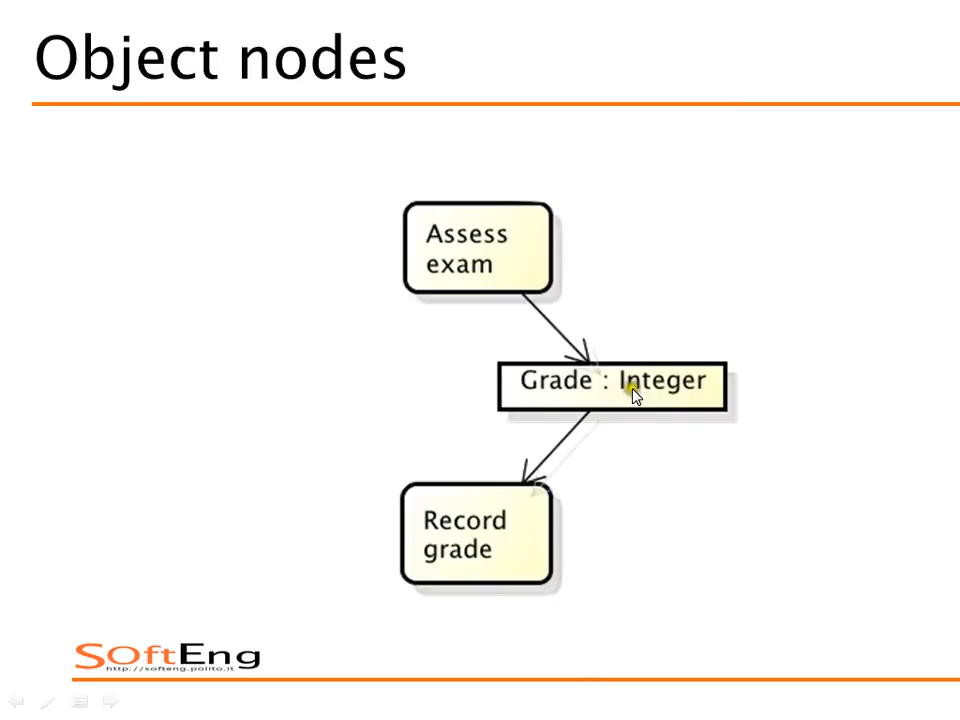 Object nodes
Assess
exam
Grade : Integer
Record
grade
SoftEng
http://softeng.polito.it